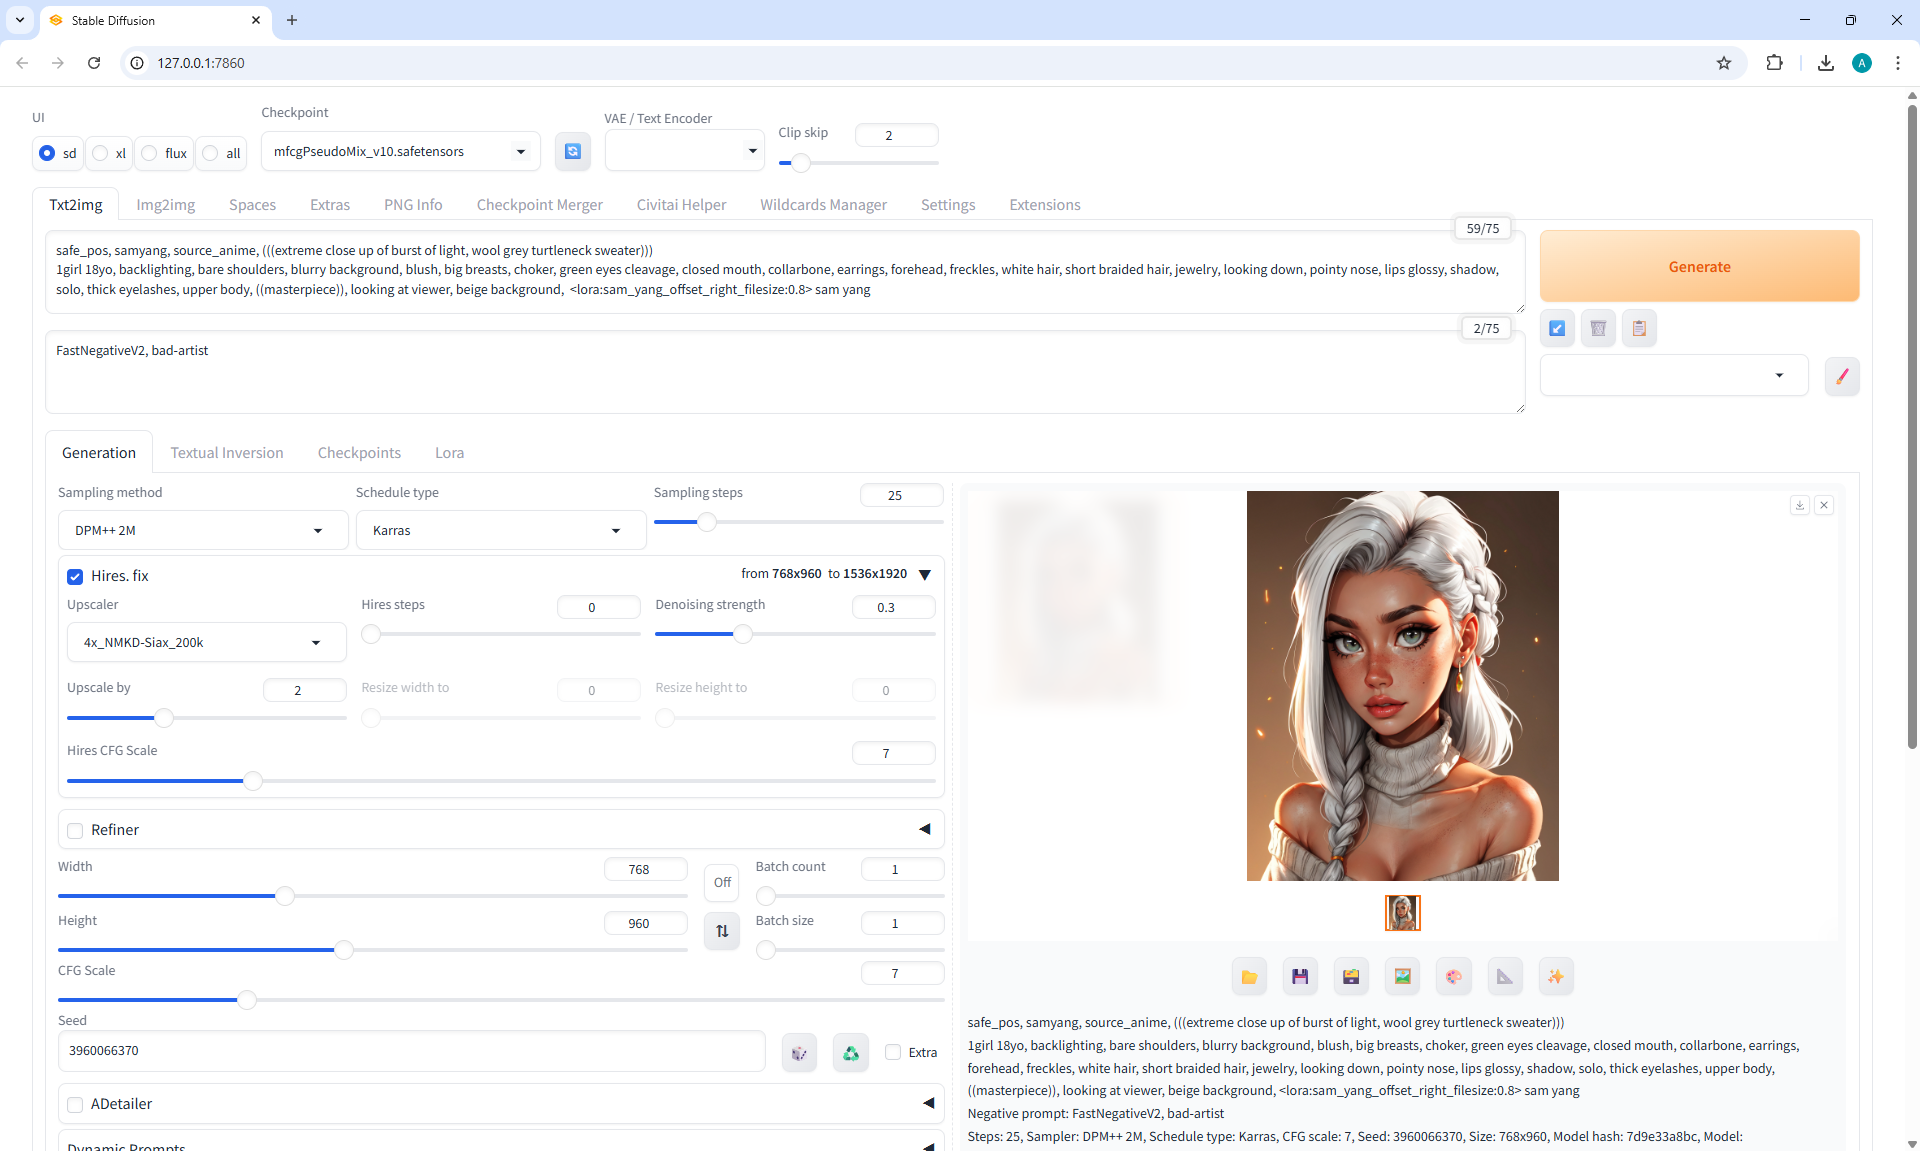 Stable Diffusion
127.0.0.1:7860
A
UI
sd
xl
flux
all
Checkpoint
mfcgPseudoMix_v10.safetensors
VAE / Text Encoder
Clip skip
2
Txt2img
Img2img
Spaces
Extras
PNG Info
Checkpoint Merger
Civitai Helper
Wildcards Manager
Settings
Extensions
59/75
safe_pos, samyang, source_anime, (((extreme close up of burst of light, wool grey turtleneck sweater)))
1girl 18yo, backlighting, bare shoulders, blurry background, blush, big breasts, choker, green eyes cleavage, closed mouth, collarbone, earrings, forehead, freckles, white hair, short braided hair, jewelry, looking down, pointy nose, lips glossy, shadow,
solo, thick eyelashes, upper body, ((masterpiece)), looking at viewer, beige background,  <lora:sam_yang_offset_right_filesize:0.8> sam yang
Generate
2/75
FastNegativeV2, bad-artist
Generation
Textual Inversion
Checkpoints
Lora
Sampling method
DPM++ 2M
Schedule type
Karras
Sampling steps
25
Hires. fix
from 768x960 to 1536x1920
Upscaler
4x_NMKD-Siax_200k
Hires steps
0
Denoising strength
0.3
Upscale by
2
Resize width to
0
Resize height to
0
Hires CFG Scale
7
Refiner
Width
768
Height
960
Off
Batch count
1
Batch size
1
CFG Scale
7
Seed
3960066370
Extra
ADetailer
Dynamic Prompts
safe_pos, samyang, source_anime, (((extreme close up of burst of light, wool grey turtleneck sweater)))
1girl 18yo, backlighting, bare shoulders, blurry background, blush, big breasts, choker, green eyes cleavage, closed mouth, collarbone, earrings,
forehead, freckles, white hair, short braided hair, jewelry, looking down, pointy nose, lips glossy, shadow, solo, thick eyelashes, upper body,
((masterpiece)), looking at viewer, beige background, <lora:sam_yang_offset_right_filesize:0.8> sam yang
Negative prompt: FastNegativeV2, bad-artist
Steps: 25, Sampler: DPM++ 2M, Schedule type: Karras, CFG scale: 7, Seed: 3960066370, Size: 768x960, Model hash: 7d9e33a8bc, Model: